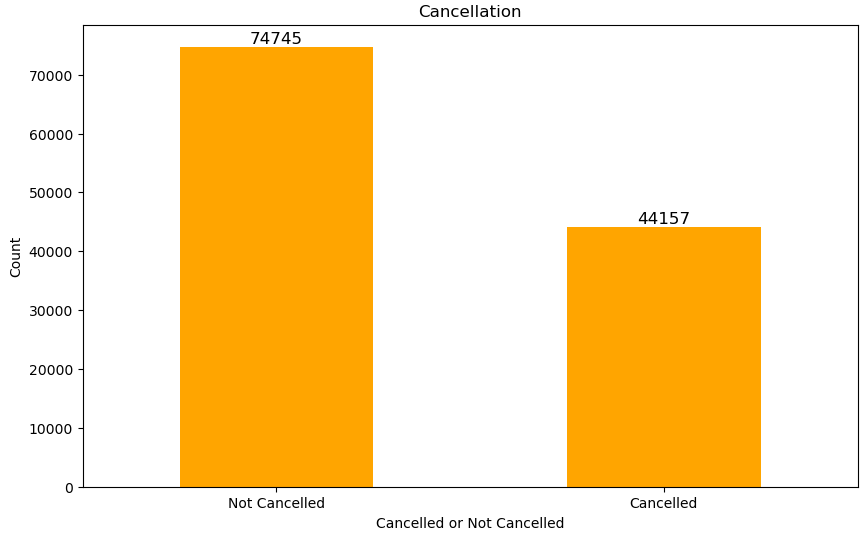 Cancellation
74745
44157
70000
60000
50000
40000
30000
20000
10000
0
Count
Not Cancelled
Cancelled
Cancelled or Not Cancelled